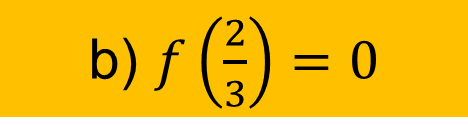 b) f (2/3) = 0